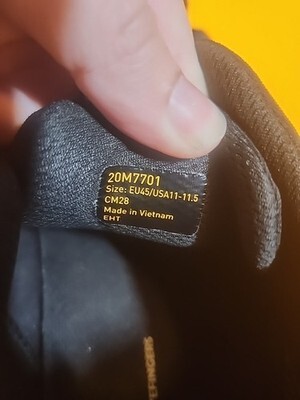 20M7701
Size: EU45/USA11-11.5
CM28
Made in Vietnam
EHT